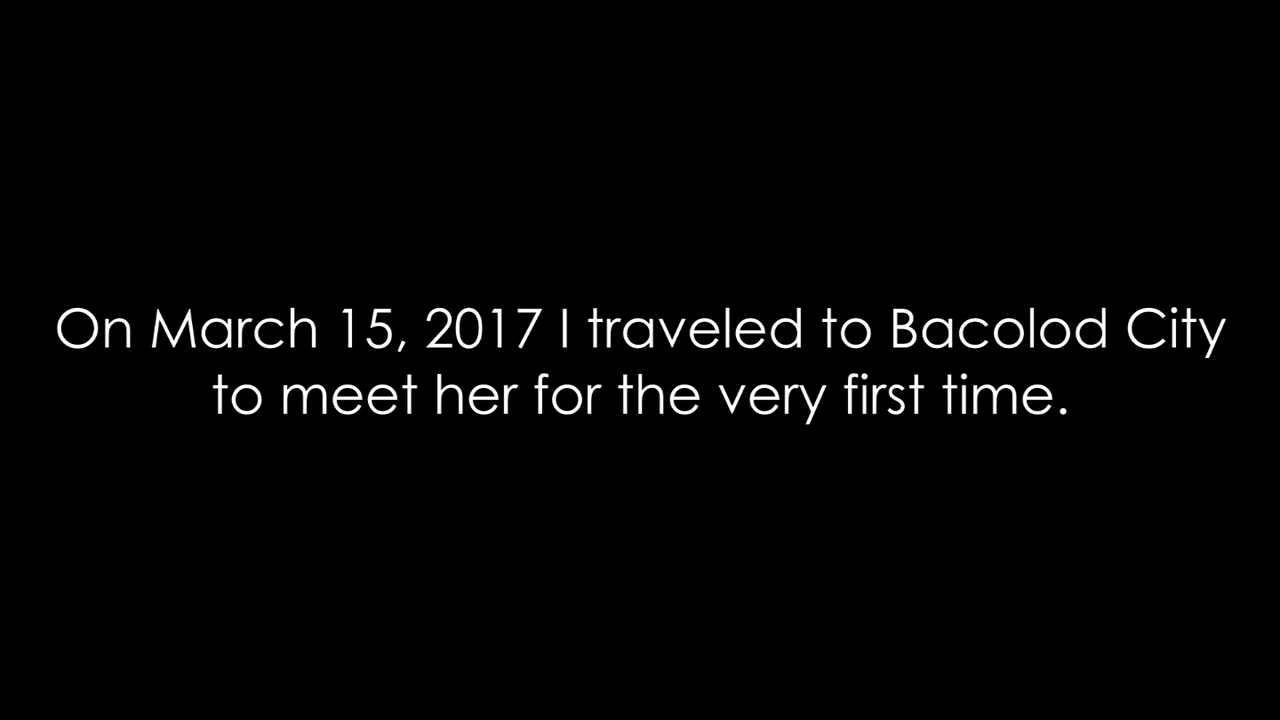 On March 15, 2017 I traveled to Bacolod City
to meet her for the very first time.